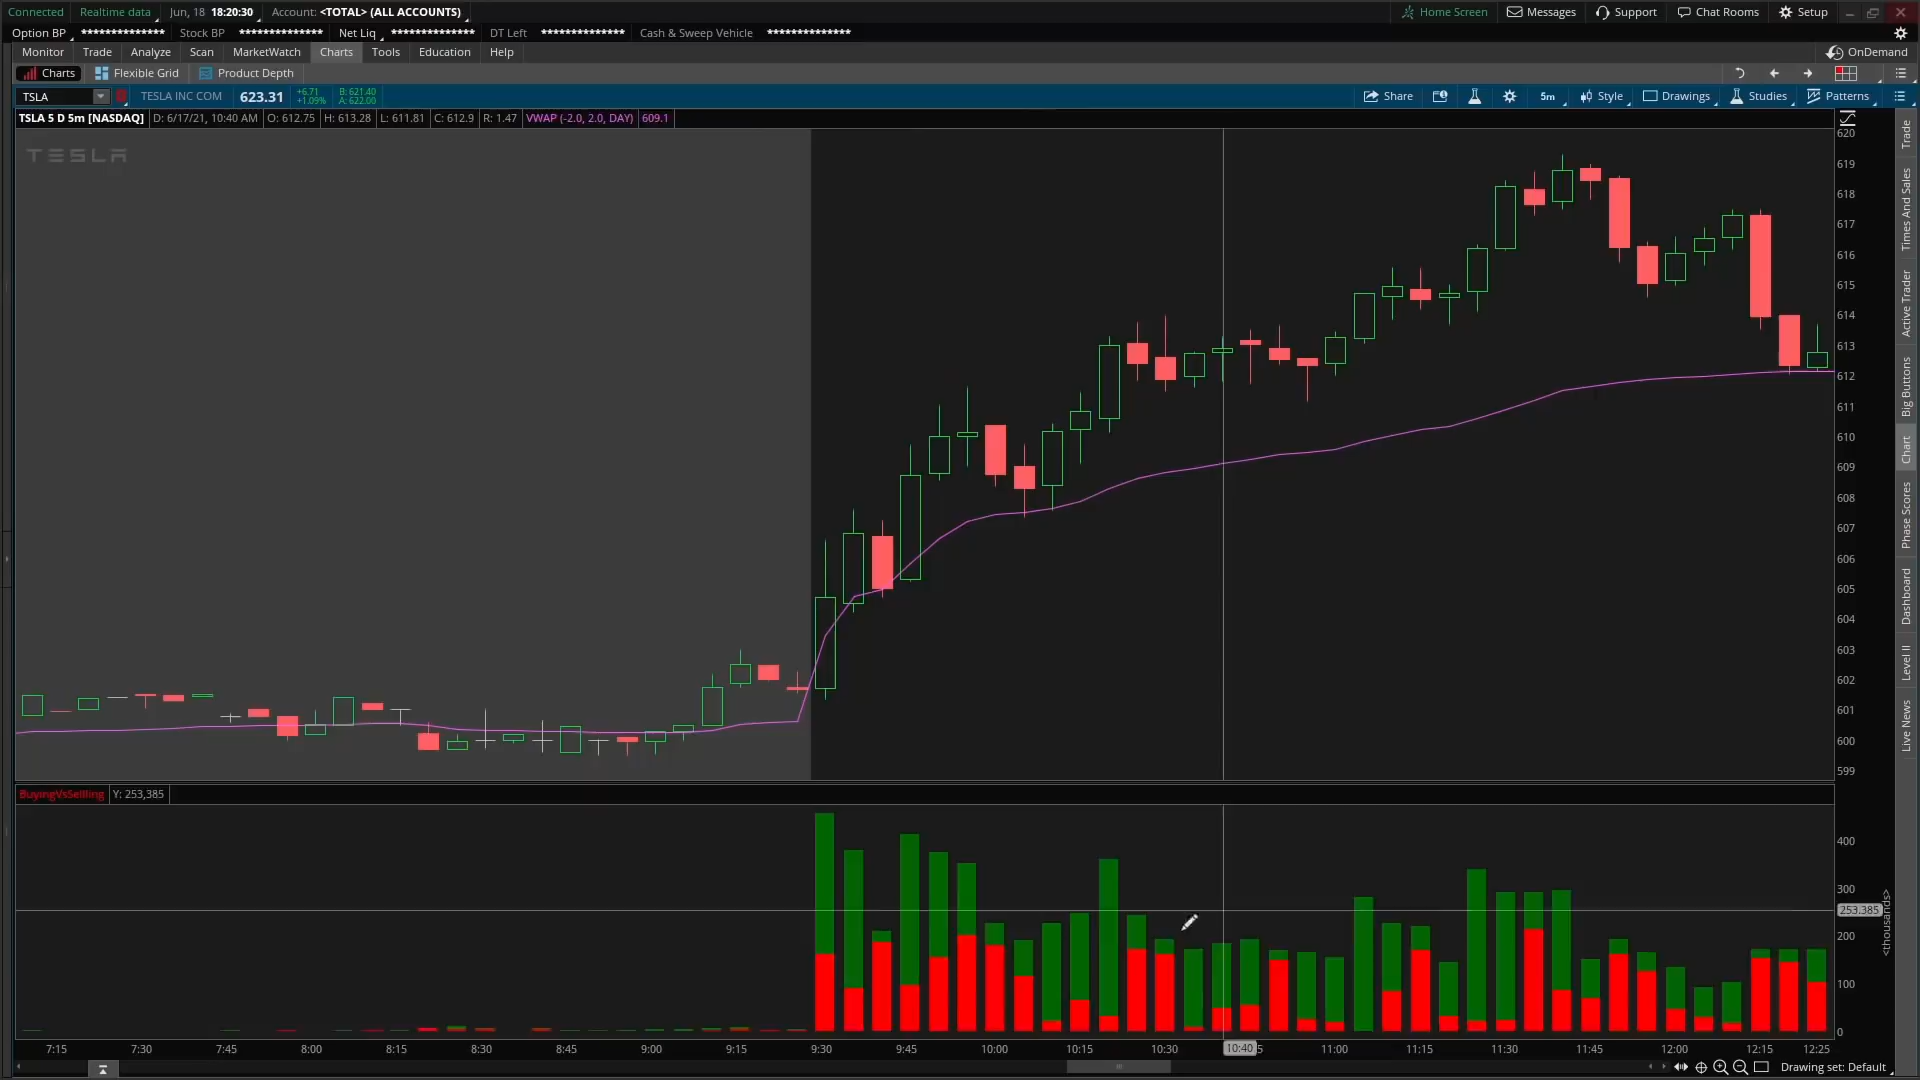 Connected Realtime data Jun, 18 18:20:30 Account: <TOTAL> (ALL ACCOUNTS) Home Screen Messages Support Chat Rooms Setup
Option BP ************** Stock BP ************** Net Liq ************** DT Left ************** Cash & Sweep Vehicle **************
Monitor Trade Analyze Scan MarketWatch Charts Tools Education Help OnDemand
Charts Flexible Grid Product Depth
TSLA TESLA INC COM 623.31 +6.71 B: 621.40 Share 5m Style Drawings Studies Patterns
+1.09% A: 622.00
TSLA 5 D 5m [NASDAQ] D: 6/17/21, 10:40 AM O: 612.75 H: 613.28 L: 611.81 C: 612.9 R: 1.47 VWAP (-2.0, 2.0, DAY) 609.1
TESLA
620
619
618
617
616
615
614
613
612
611
610
609
608
607
606
605
604
603
602
601
600
599
Trade
Times And Sales
Active Trader
Big Buttons
Chart
Phase Scores
Dashboard
Level II
Live News
BuyingVsSellling Y: 253,385
400
300
253,385
200
100
0
<thousands>
7:15 7:30 7:45 8:00 8:15 8:30 8:45 9:00 9:15 9:30 9:45 10:00 10:15 10:30 10:40 5 11:00 11:15 11:30 11:45 12:00 12:15 12:25
Drawing set: Default